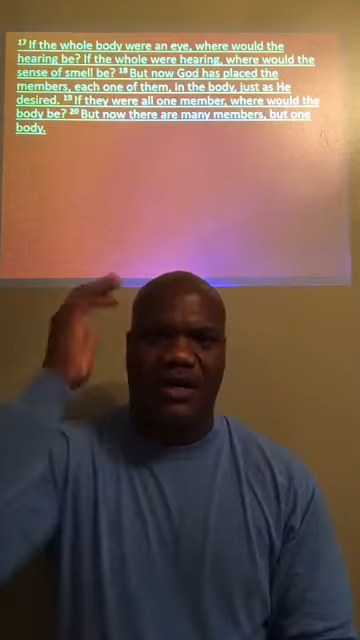 17 If the whole body were an eye, where would the
hearing be? If the whole were hearing, where would the
sense of smell be? 18 But now God has placed the
members, each one of them, in the body, just as He
desired. 19 If they were all one member, where would the
body be? 20 But now there are many members, but one
body.